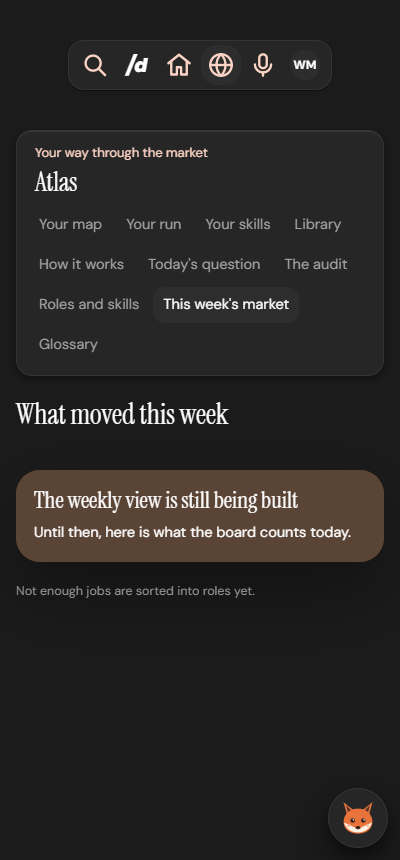 /d
WM
Your way through the market
Atlas
Your map Your run Your skills Library
How it works Today's question The audit
Roles and skills This week's market
Glossary
What moved this week
The weekly view is still being built
Until then, here is what the board counts today.
Not enough jobs are sorted into roles yet.